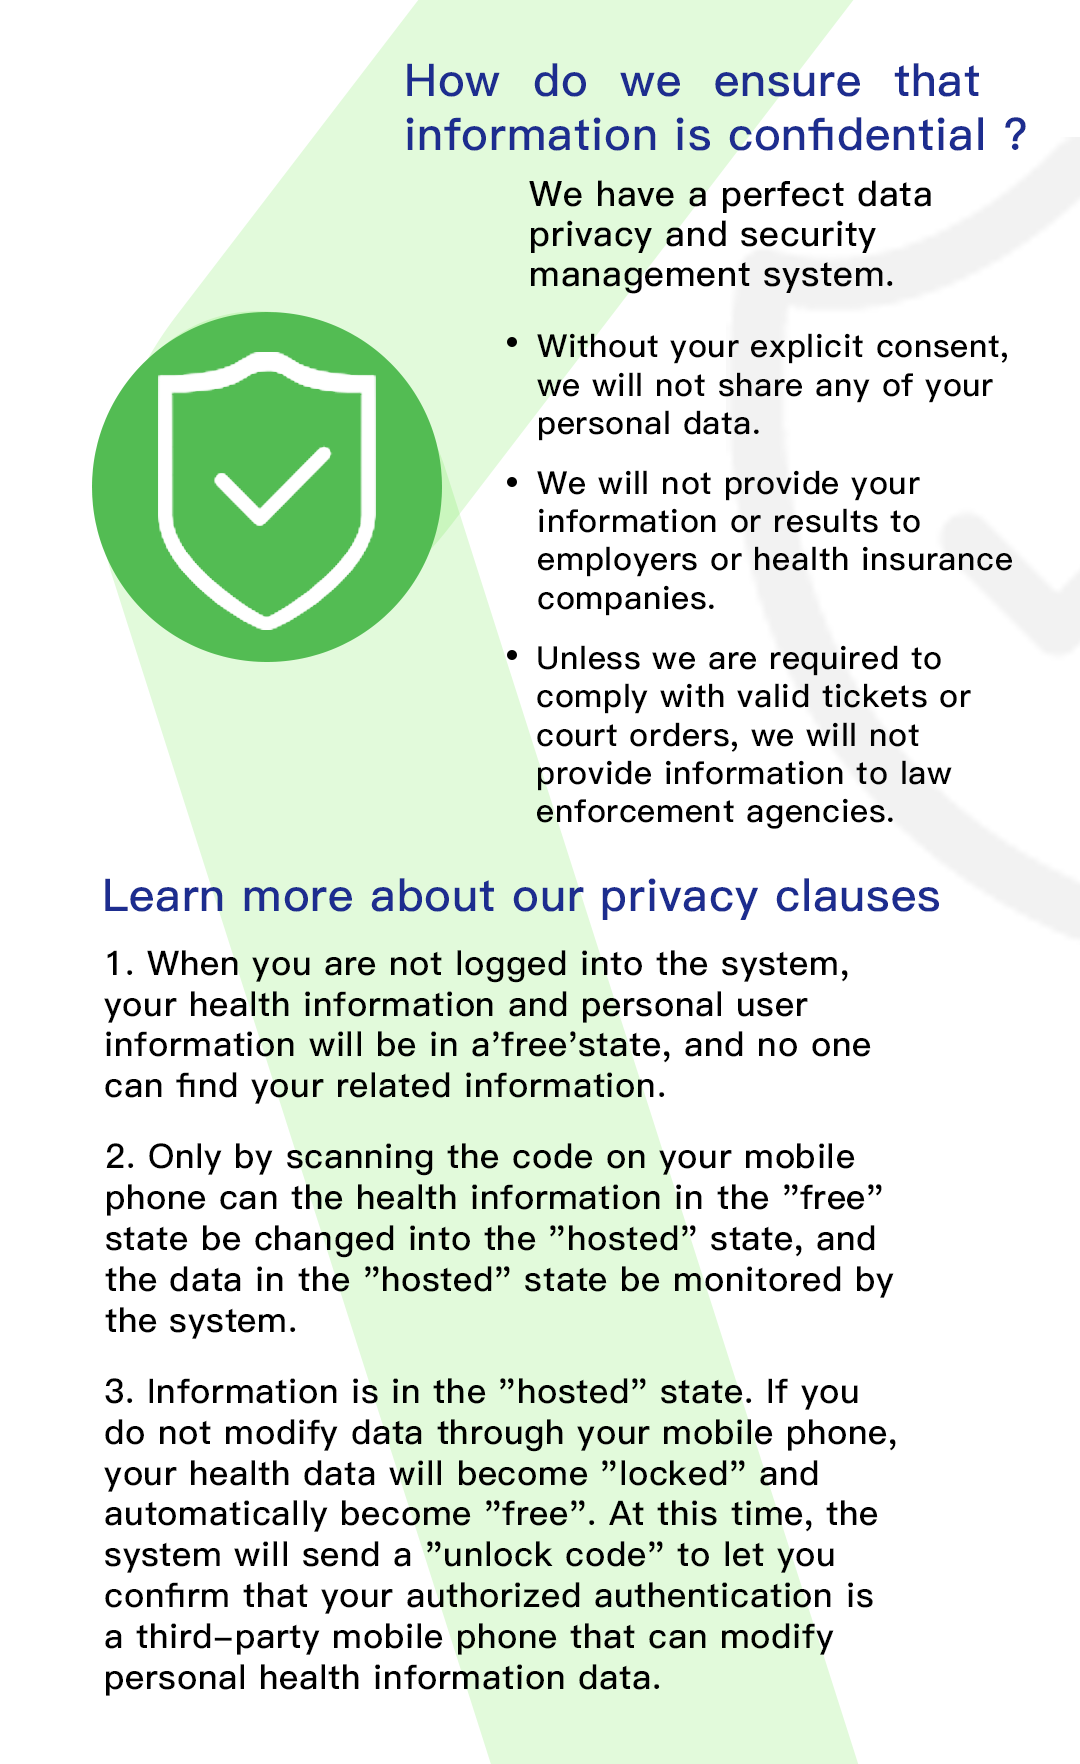 How do we ensure that
information is confidential ?
We have a perfect data
privacy and security
management system.
• Without your explicit consent,
we will not share any of your
personal data.
• We will not provide your
information or results to
employers or health insurance
companies.
• Unless we are required to
comply with valid tickets or
court orders, we will not
provide information to law
enforcement agencies.
Learn more about our privacy clauses
1. When you are not logged into the system,
your health information and personal user
information will be in a’free’state, and no one
can find your related information.
2. Only by scanning the code on your mobile
phone can the health information in the ”free”
state be changed into the ”hosted” state, and
the data in the ”hosted” state be monitored by
the system.
3. Information is in the ”hosted” state. If you
do not modify data through your mobile phone,
your health data will become ”locked” and
automatically become ”free”. At this time, the
system will send a ”unlock code” to let you
confirm that your authorized authentication is
a third–party mobile phone that can modify
personal health information data.